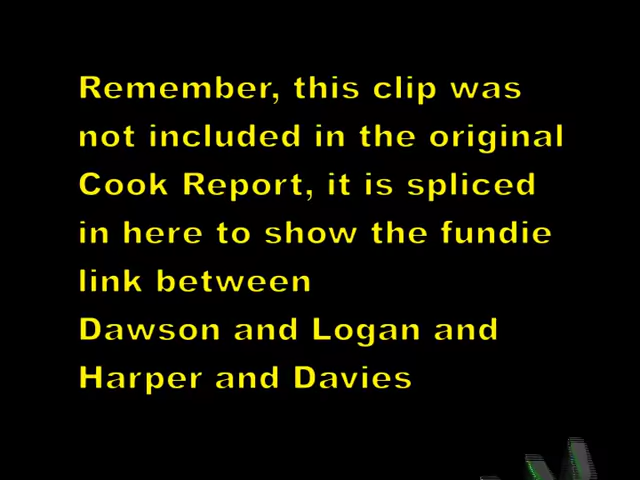 Remember, this clip was
not included in the original
Cook Report, it is spliced
in here to show the fundie
link between
Dawson and Logan and
Harper and Davies